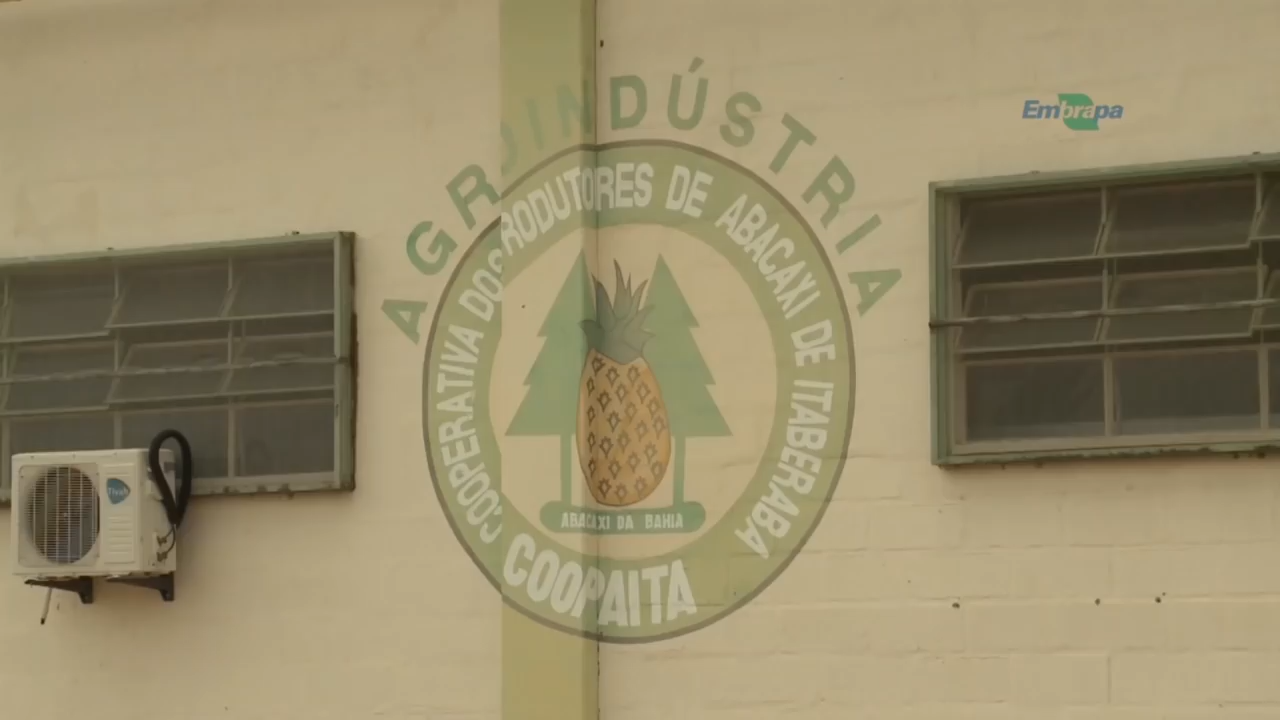 Embrapa
AGROINDÚSTRIA
COOPERATIVA DOS PRODUTORES DE ABACAXI DE ITABERABA
ABACAXI DA BAHIA
COOPAITA